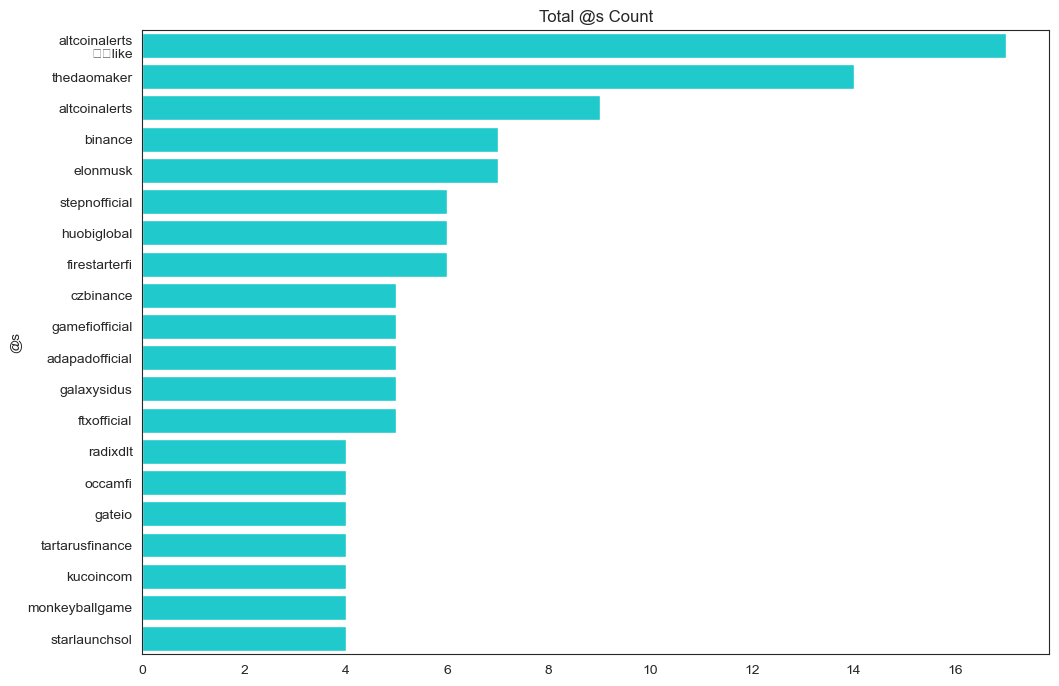 Total @s Count
altcoinalerts
like
thedaomaker
altcoinalerts
binance
elonmusk
stepnofficial
huobiglobal
firestarterfi
czbinance
gamefiofficial
adapadofficial
galaxysidus
ftxofficial
radixdlt
occamfi
gateio
tartarusfinance
kucoincom
monkeyballgame
starlaunchsol
@s
0 2 4 6 8 10 12 14 16